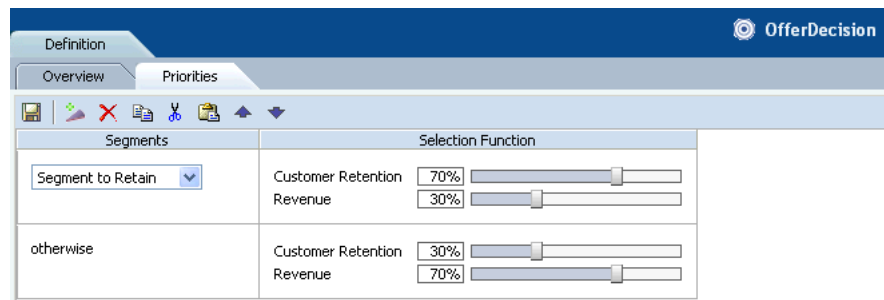 OfferDecision
Definition
Overview
Priorities
Segments
Selection Function
Segment to Retain
Customer Retention 70%
Revenue 30%
otherwise
Customer Retention 30%
Revenue 70%